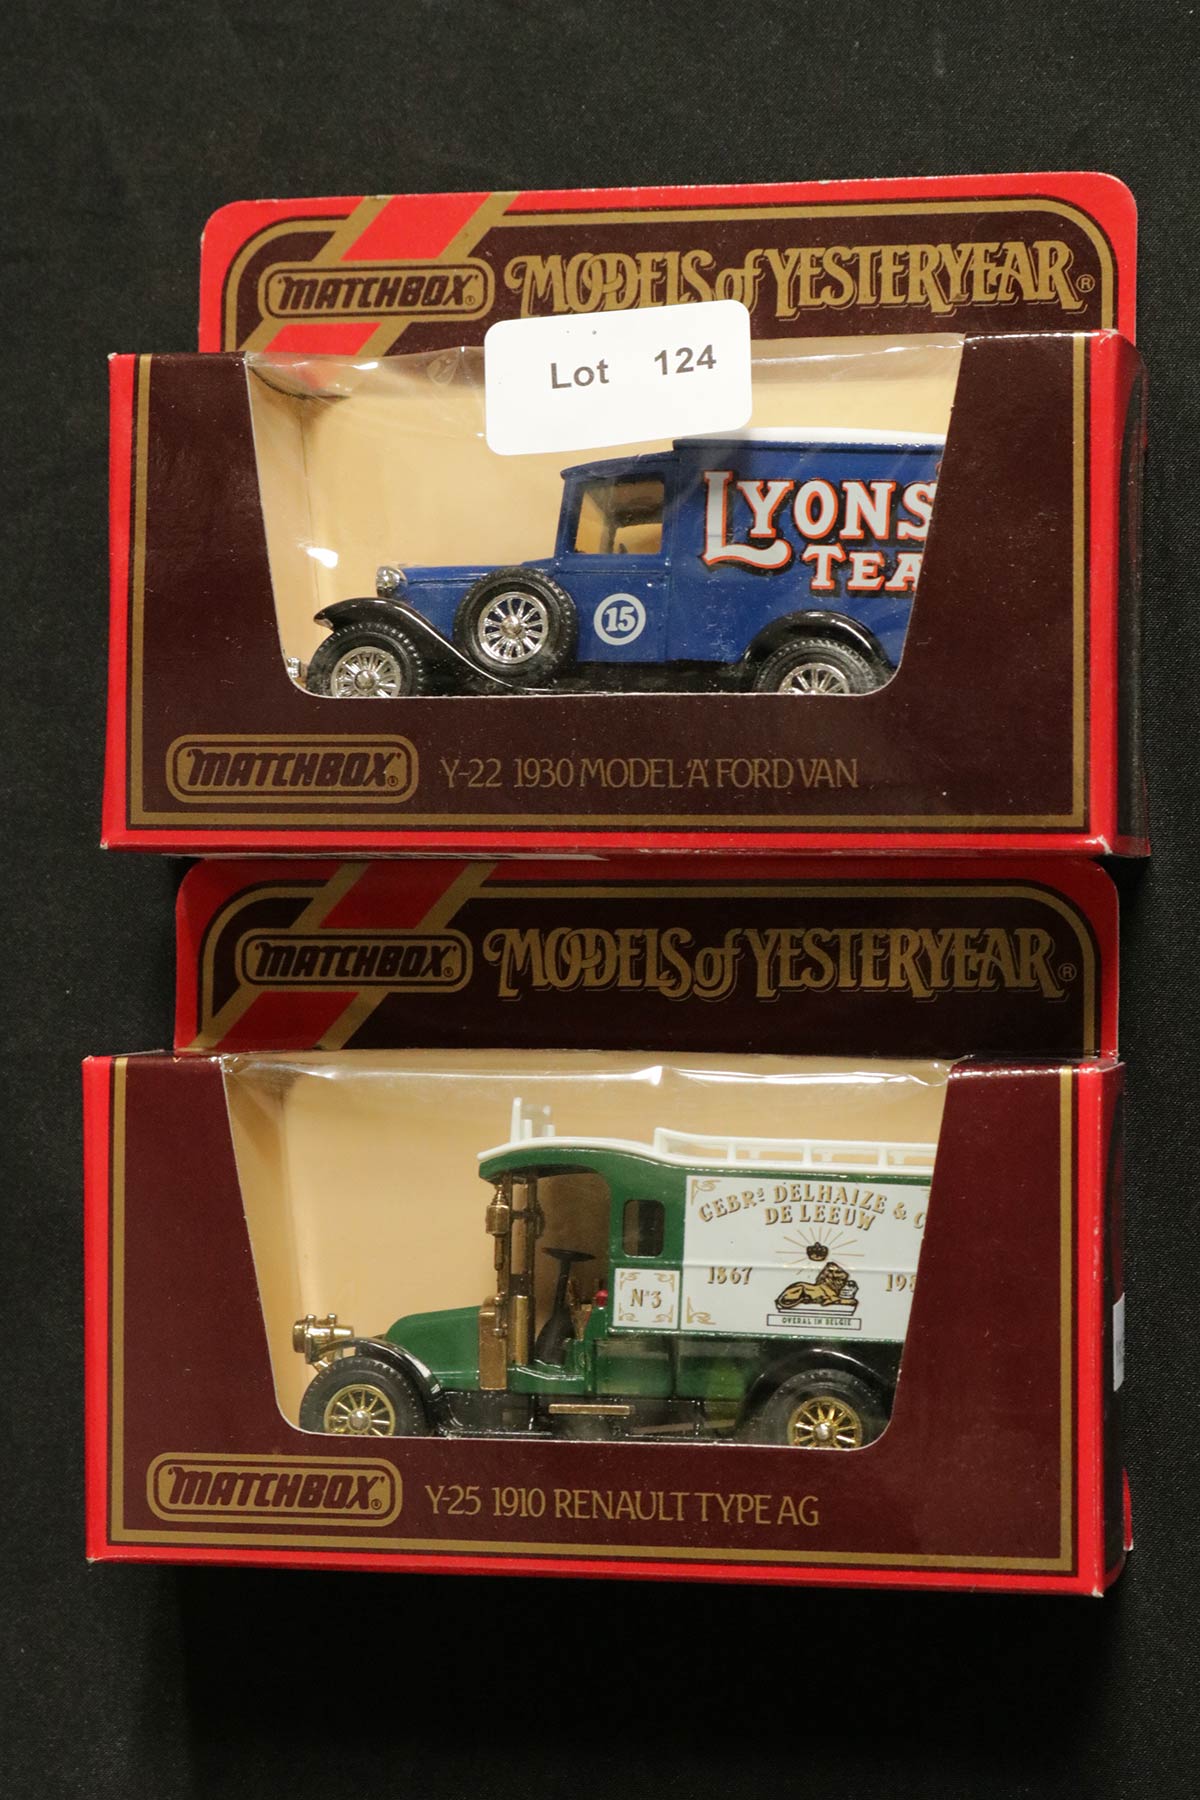 MATCHBOX® MODELS of YESTERYEAR®
Lot 124
LYONS'
TEA
15
MATCHBOX® Y-22 1930 MODEL 'A' FORD VAN
MATCHBOX® MODELS of YESTERYEAR®
GEBRS DELHAIZE &
DE LEEUW
1867
Nº3
OVERAL IN BELGIE
MATCHBOX® Y-25 1910 RENAULT TYPE AG